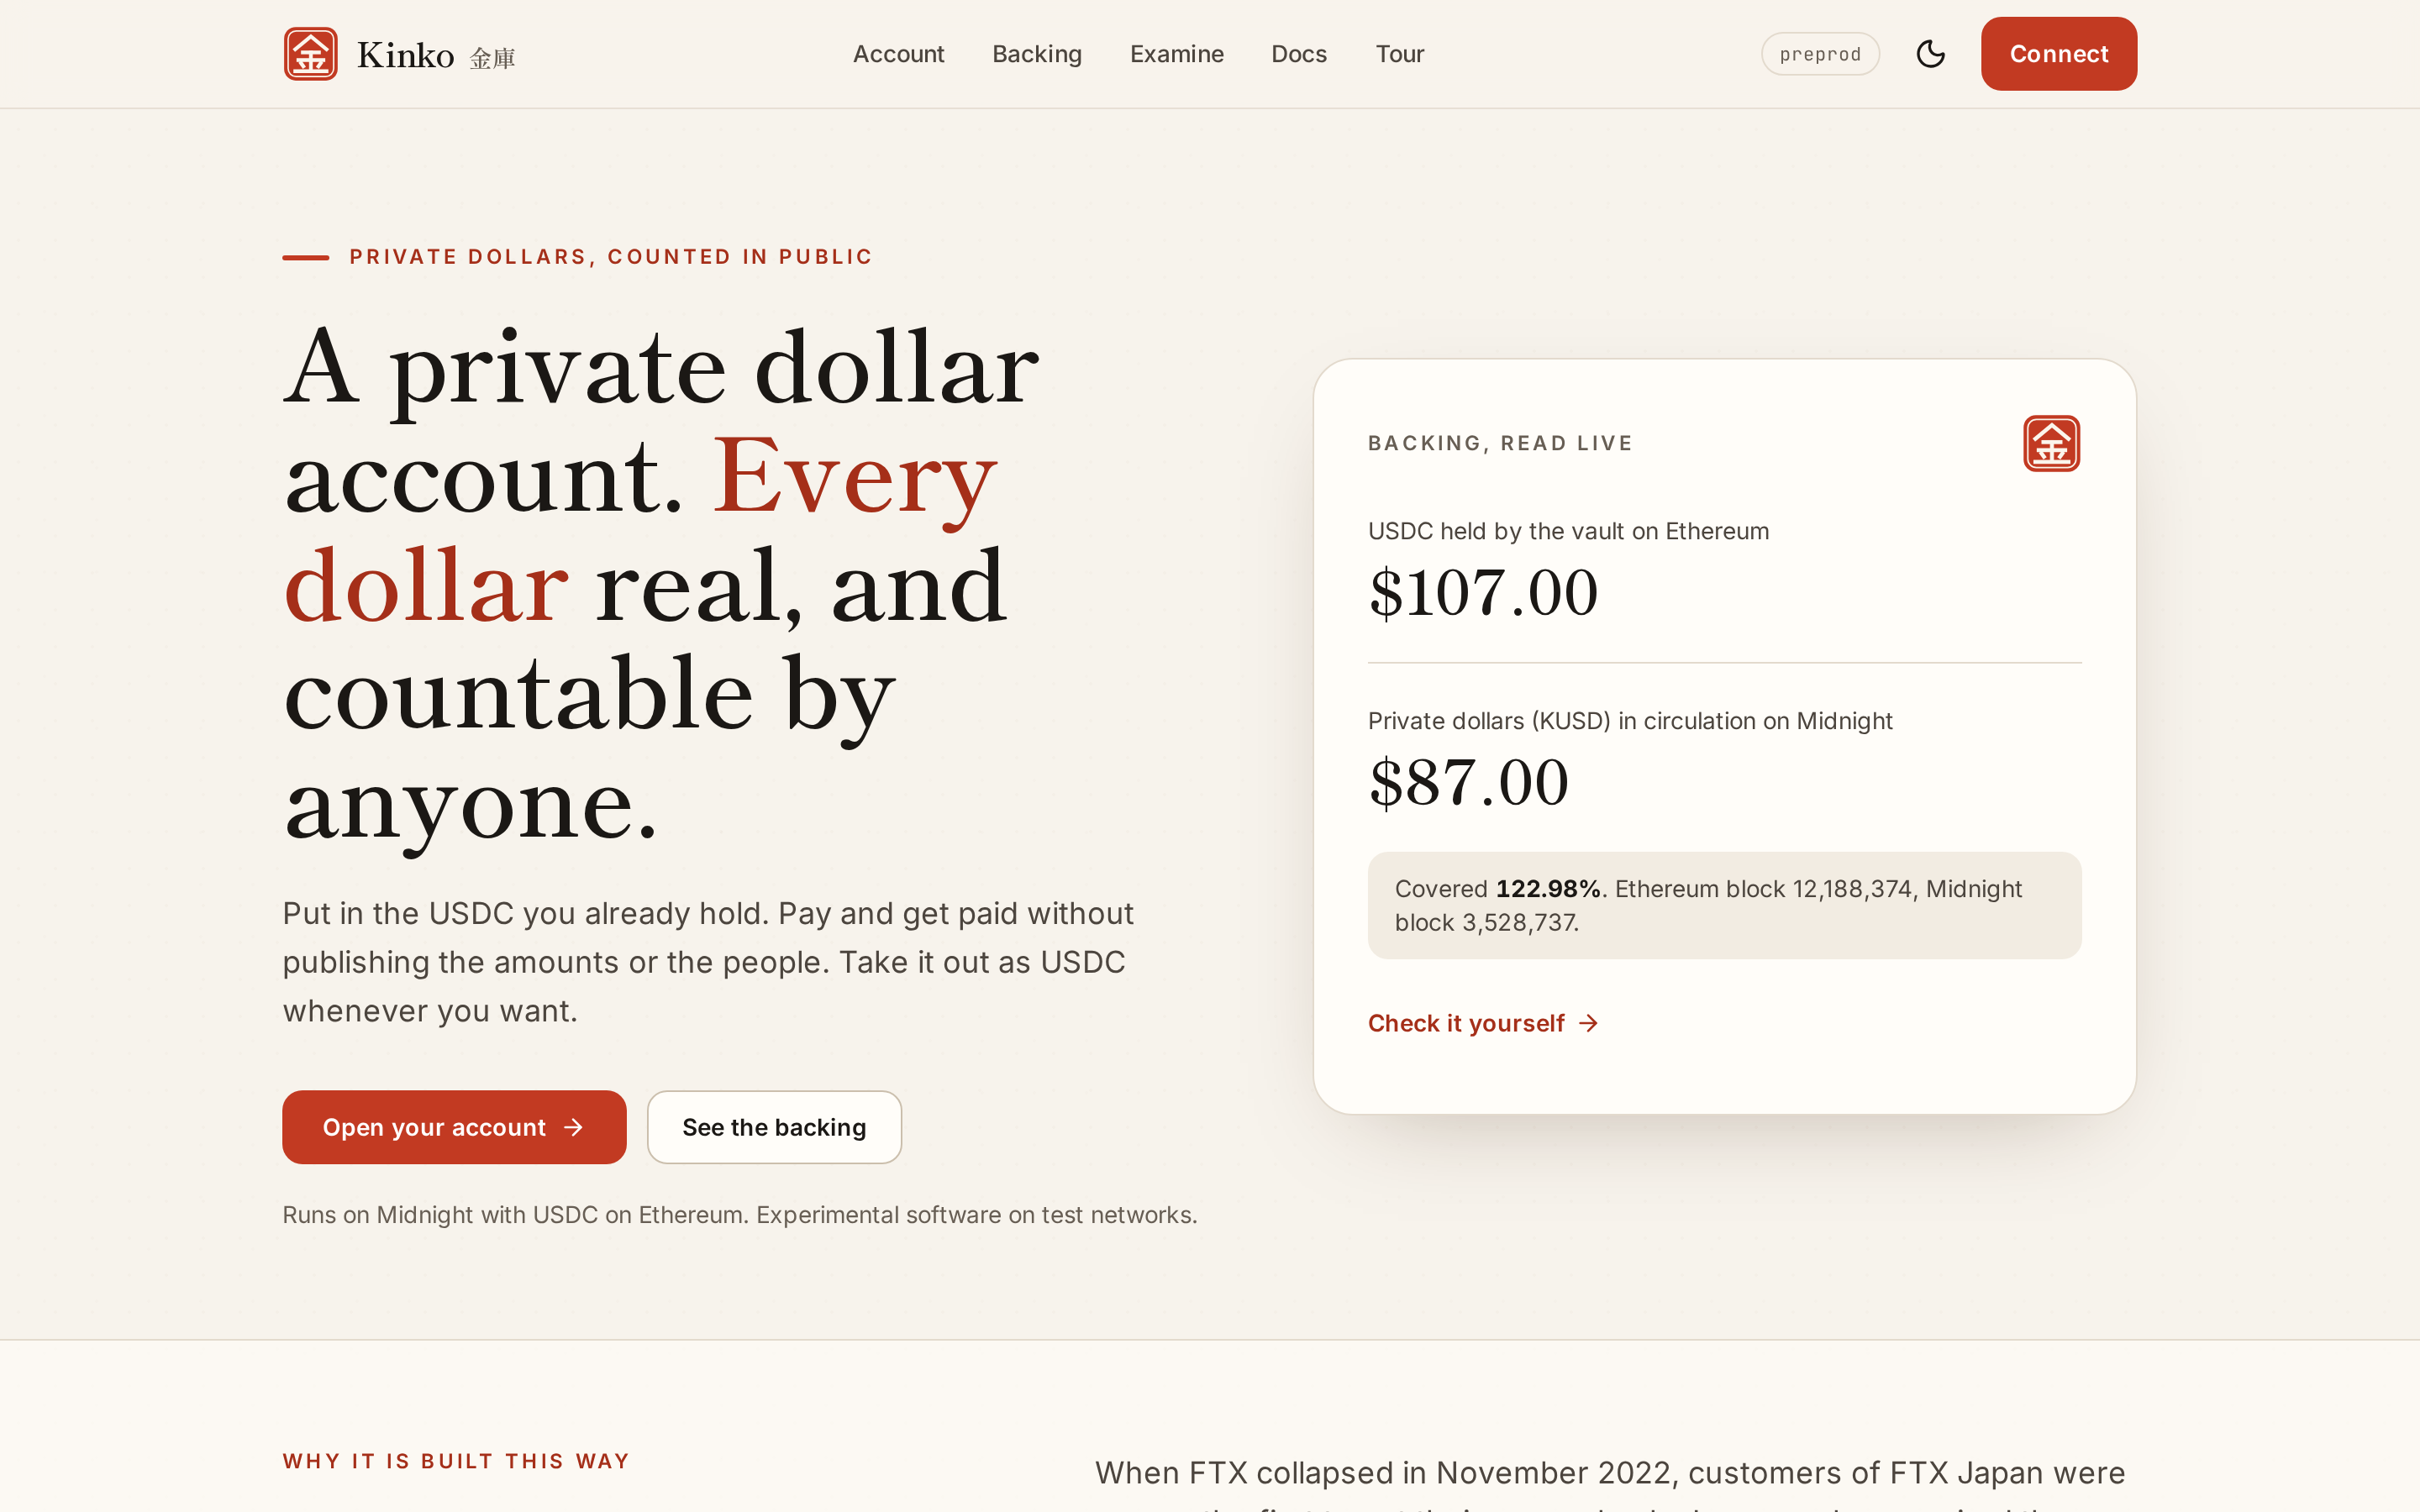 金 Kinko 金庫
Account Backing Examine Docs Tour
preprod
Connect
PRIVATE DOLLARS, COUNTED IN PUBLIC
A private dollar
account. Every
dollar real, and
countable by
anyone.
Put in the USDC you already hold. Pay and get paid without
publishing the amounts or the people. Take it out as USDC
whenever you want.
Open your account →
See the backing
Runs on Midnight with USDC on Ethereum. Experimental software on test networks.
BACKING, READ LIVE
金
USDC held by the vault on Ethereum
$107.00
Private dollars (KUSD) in circulation on Midnight
$87.00
Covered 122.98%. Ethereum block 12,188,374, Midnight
block 3,528,737.
Check it yourself →
WHY IT IS BUILT THIS WAY
When FTX collapsed in November 2022, customers of FTX Japan were